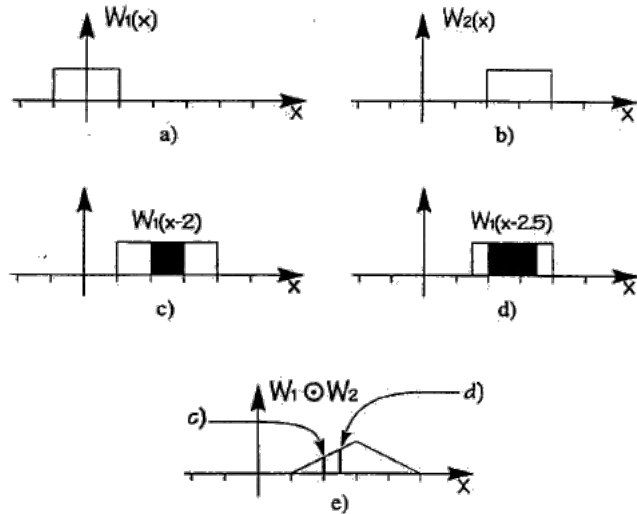 W1(x)
x
a)
W2(x)
x
b)
W1(x-2)
x
c)
W1(x-2.5)
x
d)
W1 ⊙ W2
c)
d)
x
e)